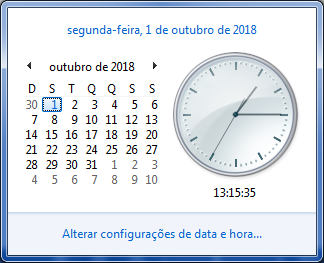 segunda-feira, 1 de outubro de 2018
outubro de 2018
D S T Q Q S S
30 1 2 3 4 5 6
7 8 9 10 11 12 13
14 15 16 17 18 19 20
21 22 23 24 25 26 27
28 29 30 31 1 2 3
4 5 6 7 8 9 10
13:15:35
Alterar configurações de data e hora...